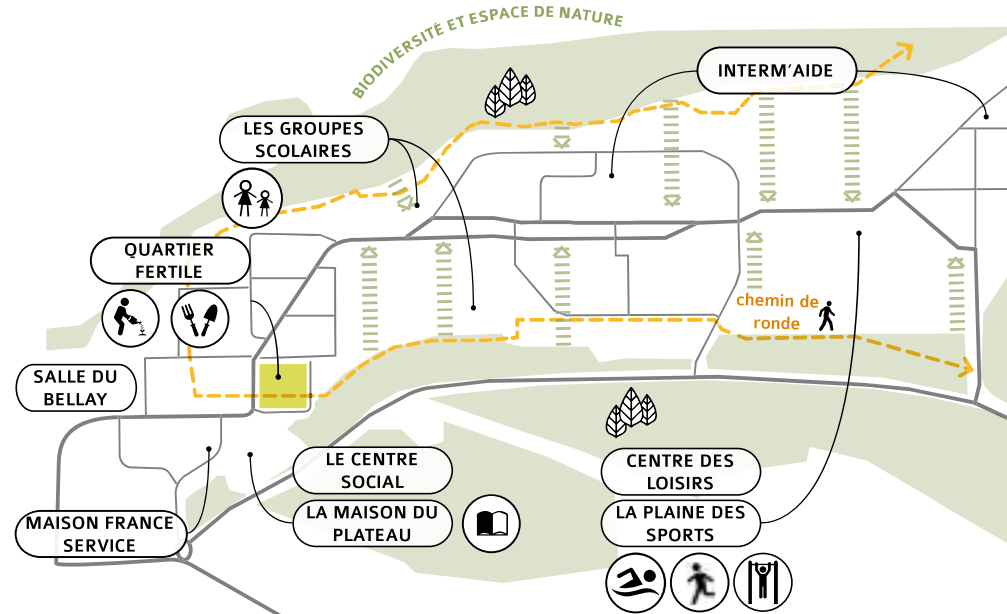 BIODIVERSITÉ ET ESPACE DE NATURE
INTERM'AIDE
LES GROUPES
SCOLAIRES
QUARTIER
FERTILE
chemin de
ronde
SALLE DU
BELLAY
LE CENTRE
SOCIAL
CENTRE DES
LOISIRS
MAISON FRANCE
SERVICE
LA MAISON DU
PLATEAU
LA PLAINE DES
SPORTS